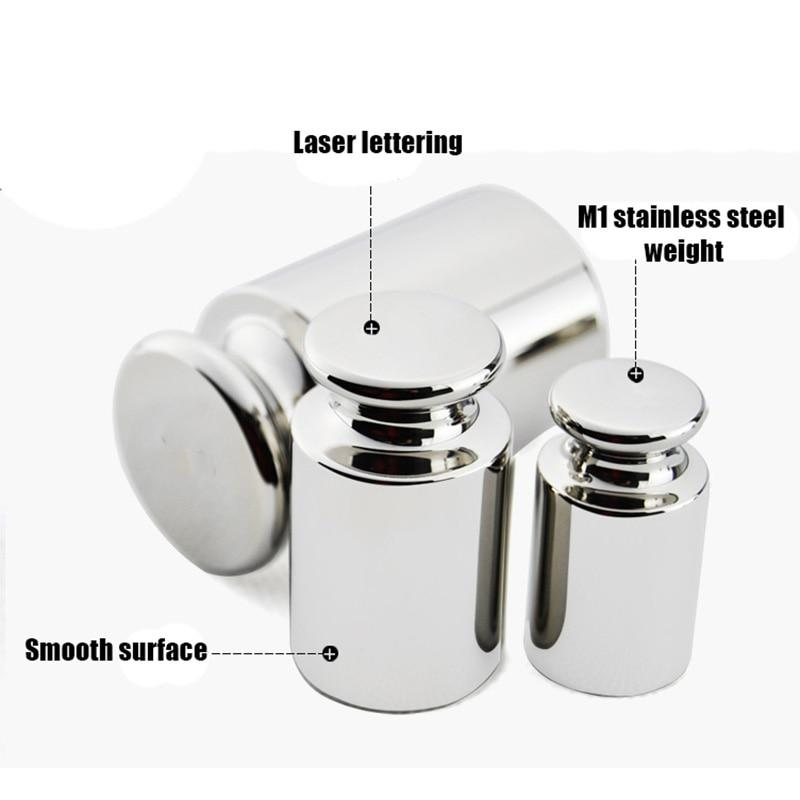 Laser lettering
M1 stainless steel
weight
Smooth surface